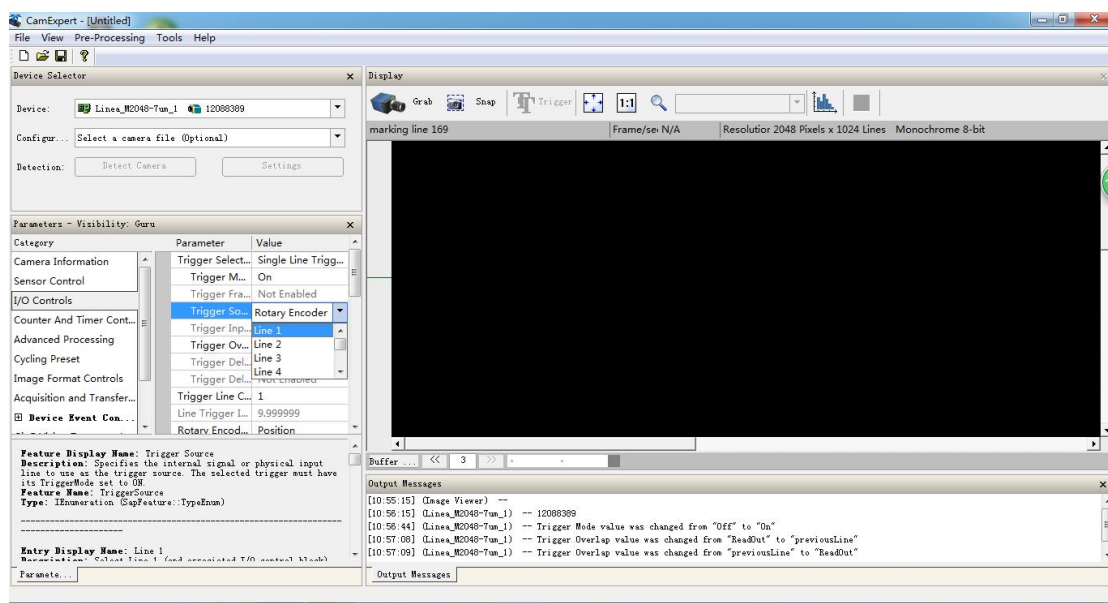 CamExpert - [Untitled]
File View Pre-Processing Tools Help
Device Selector
Device: Linea_M2048-7um_1 12088389
Configur... Select a camera file (Optional)
Detection: Detect Camera Settings
Parameters - Visibility: Guru
Category Parameter Value
Camera Information
Sensor Control
I/O Controls
Counter And Timer Cont...
Advanced Processing
Cycling Preset
Image Format Controls
Acquisition and Transfer...
Device Event Con...
Trigger Select... Single Line Trigg...
Trigger M... On
Trigger Fra... Not Enabled
Trigger So... Rotary Encoder
Trigger Inp...
Trigger Ov...
Trigger Del...
Trigger Del... Not Enabled
Line 1
Line 2
Line 3
Line 4
Trigger Line C... 1
Line Trigger I... 9.999999
Rotary Encod... Position
Feature Display Name: Trigger Source
Description: Specifies the internal signal or physical input
line to use as the trigger source. The selected trigger must have
its TriggerMode set to ON.
Feature Name: TriggerSource
Type: IEnumeration (SapFeature::TypeEnum)
Entry Display Name: Line 1
Description: Select Line 1 (and associated I/O control block)
Paramete...
Display
Grab Snap Trigger 1:1
marking line 169 Frame/se N/A Resolutior 2048 Pixels x 1024 Lines Monochrome 8-bit
Buffer ... << 3 >>
Output Messages
[10:55:15] (Image Viewer) --
[10:56:15] (Linea_M2048-7um_1) -- 12088389
[10:56:44] (Linea_M2048-7um_1) -- Trigger Mode value was changed from "Off" to "On"
[10:57:08] (Linea_M2048-7um_1) -- Trigger Overlap value was changed from "ReadOut" to "previousLine"
[10:57:09] (Linea_M2048-7um_1) -- Trigger Overlap value was changed from "previousLine" to "ReadOut"
Output Messages